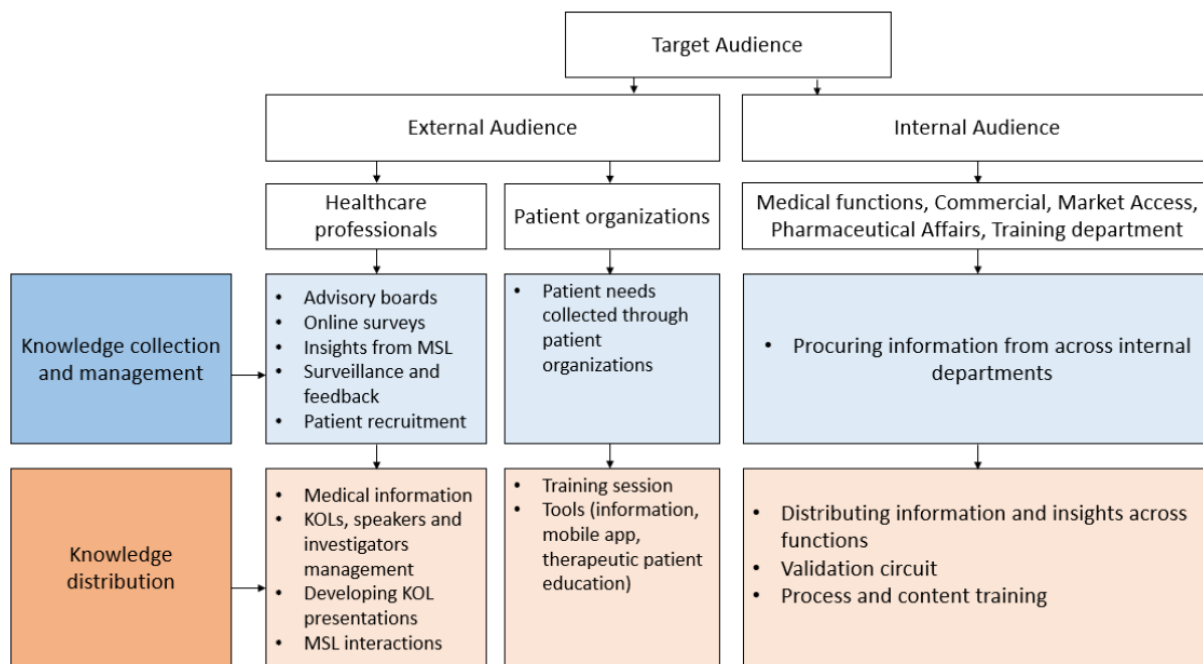 Target Audience
External Audience
Internal Audience
Healthcare
professionals
Patient organizations
Medical functions, Commercial, Market Access,
Pharmaceutical Affairs, Training department
Knowledge collection
and management
• Advisory boards
• Online surveys
• Insights from MSL
• Surveillance and
feedback
• Patient recruitment
• Patient needs
collected through
patient
organizations
• Procuring information from across internal
departments
Knowledge
distribution
• Medical information
• KOLs, speakers and
investigators
management
• Developing KOL
presentations
• MSL interactions
• Training session
• Tools (information,
mobile app,
therapeutic patient
education)
• Distributing information and insights across
functions
• Validation circuit
• Process and content training